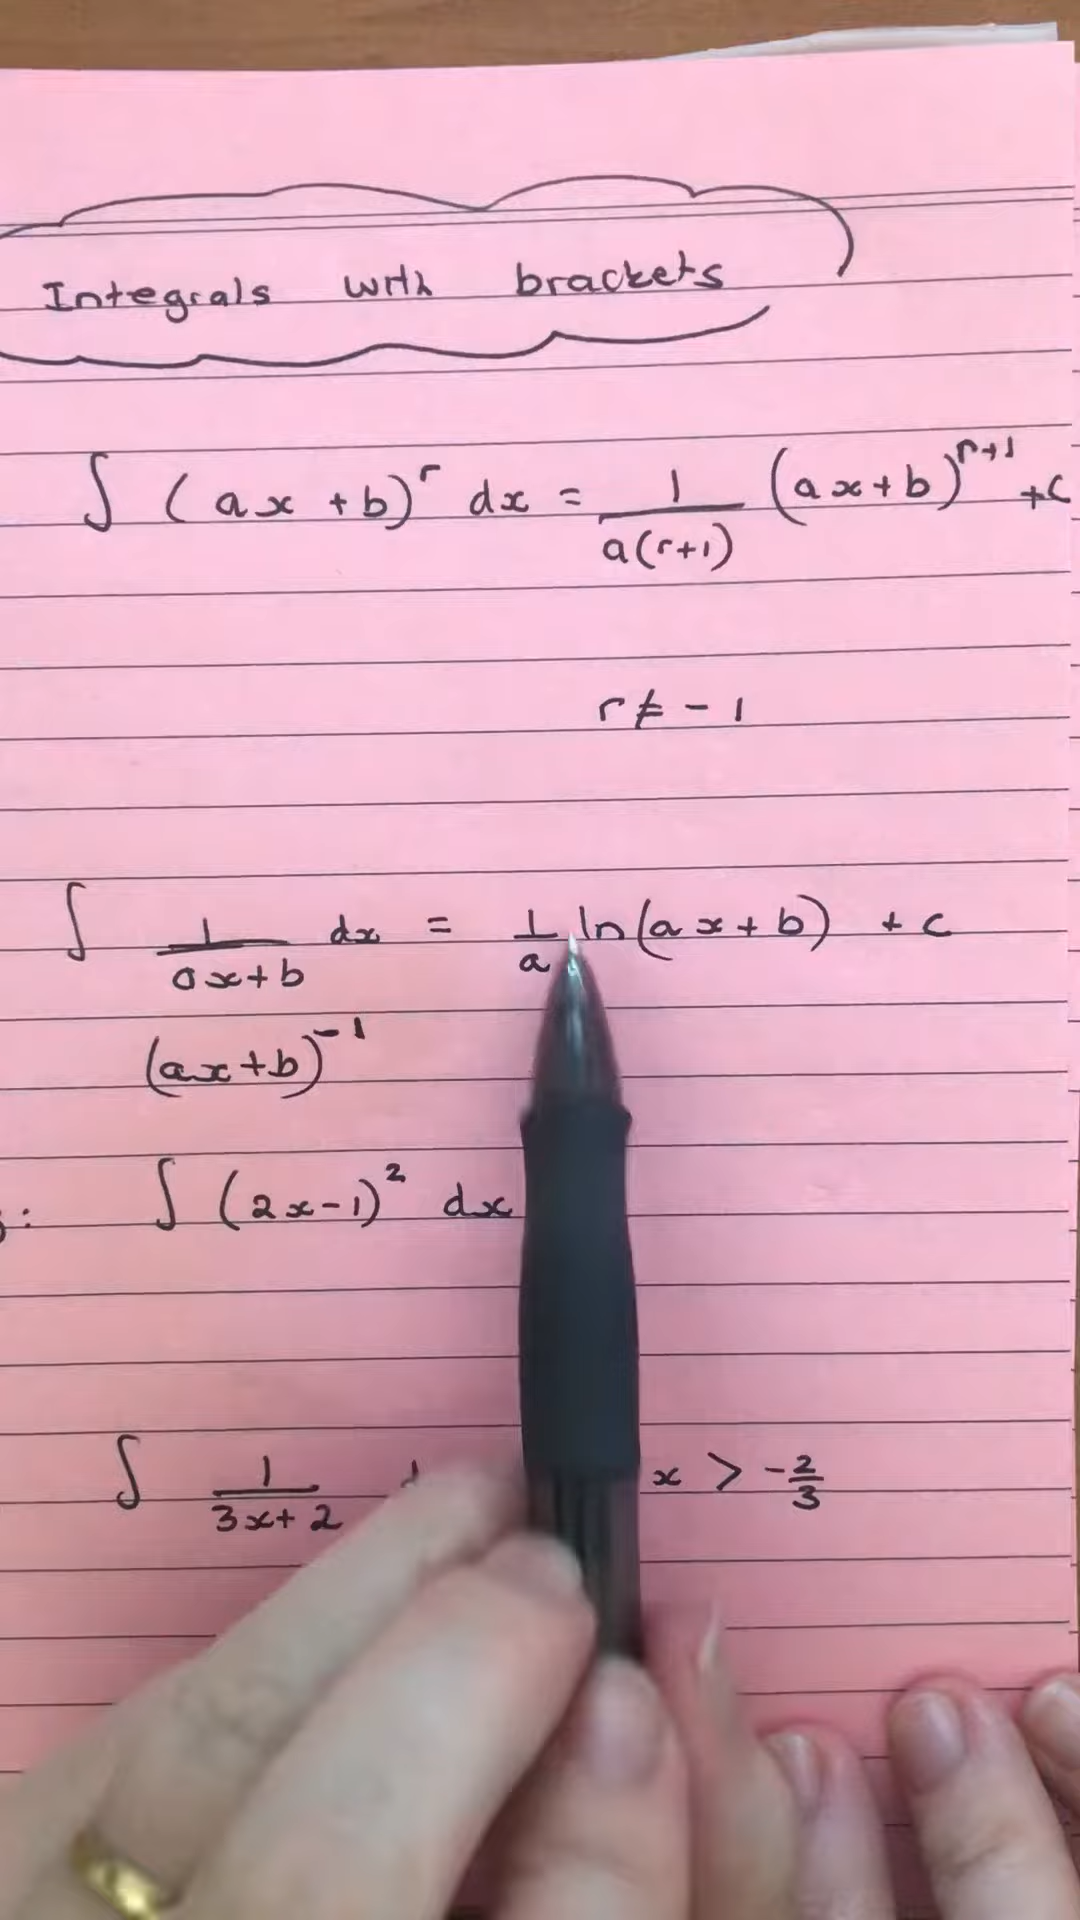 Integrals with brackets
∫ (ax + b)^r dx = 1/a(r+1) (ax+b)^r+1 + c
r ≠ - 1
∫ 1/ax+b dx = 1/a ln(ax+b) + c
(ax+b)^-1
: ∫ (2x-1)^2 dx
∫ 1/3x+2 x > -2/3